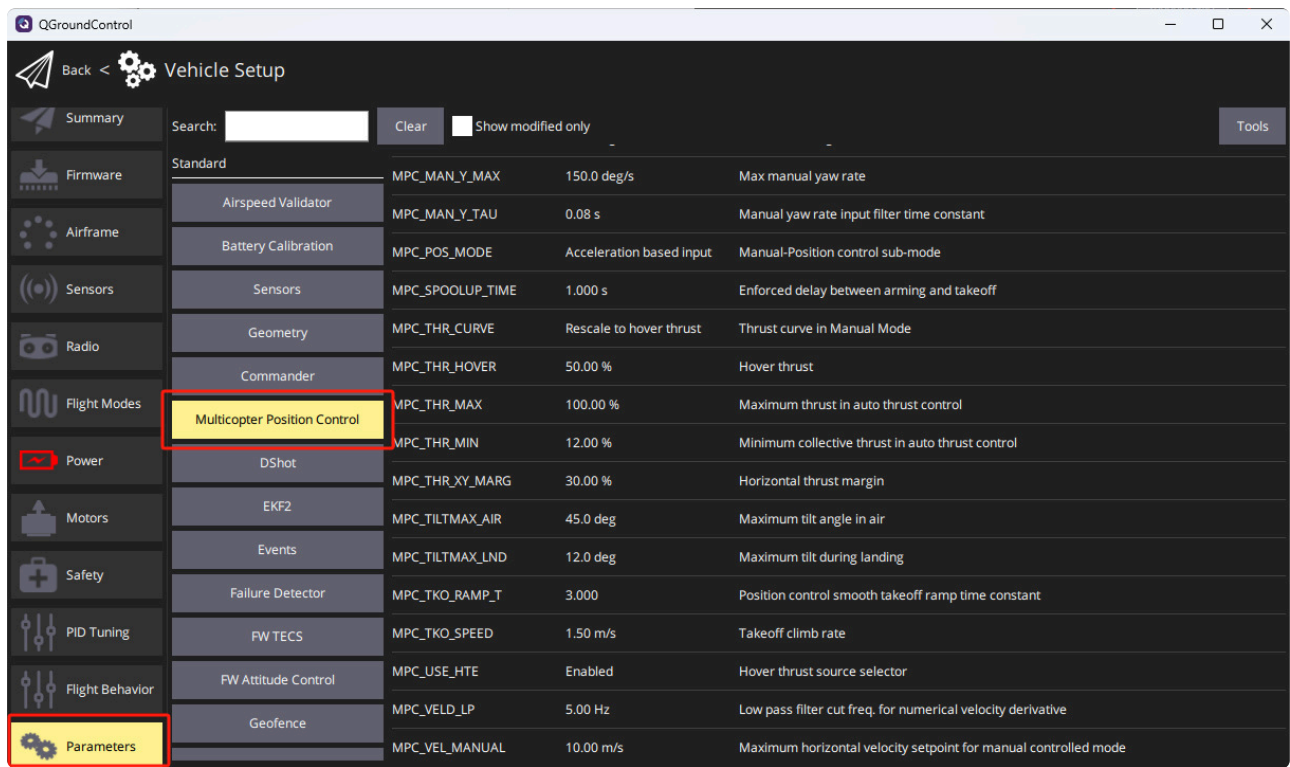 QGroundControl
Back < Vehicle Setup
Summary
Firmware
Airframe
Sensors
Radio
Flight Modes
Power
Motors
Safety
PID Tuning
Flight Behavior
Parameters
Search: Clear Show modified only Tools
Standard
Airspeed Validator
Battery Calibration
Sensors
Geometry
Commander
Multicopter Position Control
DShot
EKF2
Events
Failure Detector
FW TECS
FW Attitude Control
Geofence
MPC_MAN_Y_MAX 150.0 deg/s Max manual yaw rate
MPC_MAN_Y_TAU 0.08 s Manual yaw rate input filter time constant
MPC_POS_MODE Acceleration based input Manual-Position control sub-mode
MPC_SPOOLUP_TIME 1.000 s Enforced delay between arming and takeoff
MPC_THR_CURVE Rescale to hover thrust Thrust curve in Manual Mode
MPC_THR_HOVER 50.00 % Hover thrust
MPC_THR_MAX 100.00 % Maximum thrust in auto thrust control
MPC_THR_MIN 12.00 % Minimum collective thrust in auto thrust control
MPC_THR_XY_MARG 30.00 % Horizontal thrust margin
MPC_TILTMAX_AIR 45.0 deg Maximum tilt angle in air
MPC_TILTMAX_LND 12.0 deg Maximum tilt during landing
MPC_TKO_RAMP_T 3.000 Position control smooth takeoff ramp time constant
MPC_TKO_SPEED 1.50 m/s Takeoff climb rate
MPC_USE_HTE Enabled Hover thrust source selector
MPC_VELD_LP 5.00 Hz Low pass filter cut freq. for numerical velocity derivative
MPC_VEL_MANUAL 10.00 m/s Maximum horizontal velocity setpoint for manual controlled mode